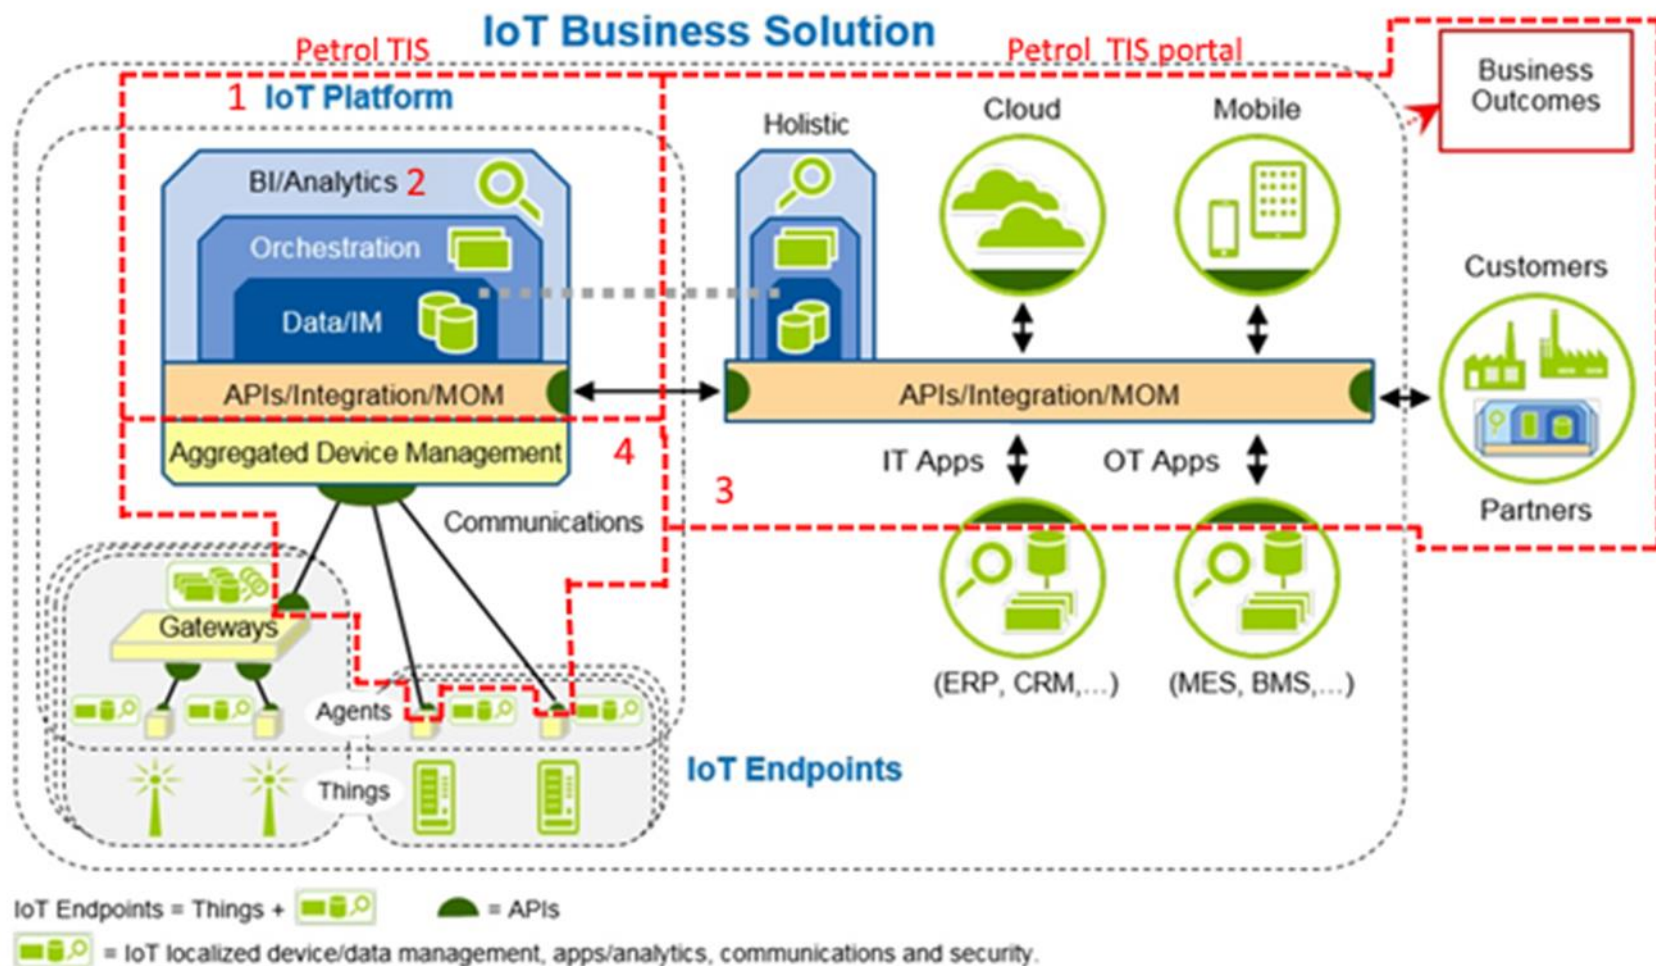 IoT Business Solution
Petrol TIS
Petrol TIS portal
1 IoT Platform
Business
Outcomes
Holistic
Cloud
Mobile
BI/Analytics 2
Orchestration
Data/IM
Customers
APIs/Integration/MOM
APIs/Integration/MOM
Aggregated Device Management
4
IT Apps
OT Apps
3
Communications
Partners
Gateways
(ERP, CRM,...)
(MES, BMS,...)
Agents
IoT Endpoints
Things
IoT Endpoints = Things +
= APIs
= IoT localized device/data management, apps/analytics, communications and security.